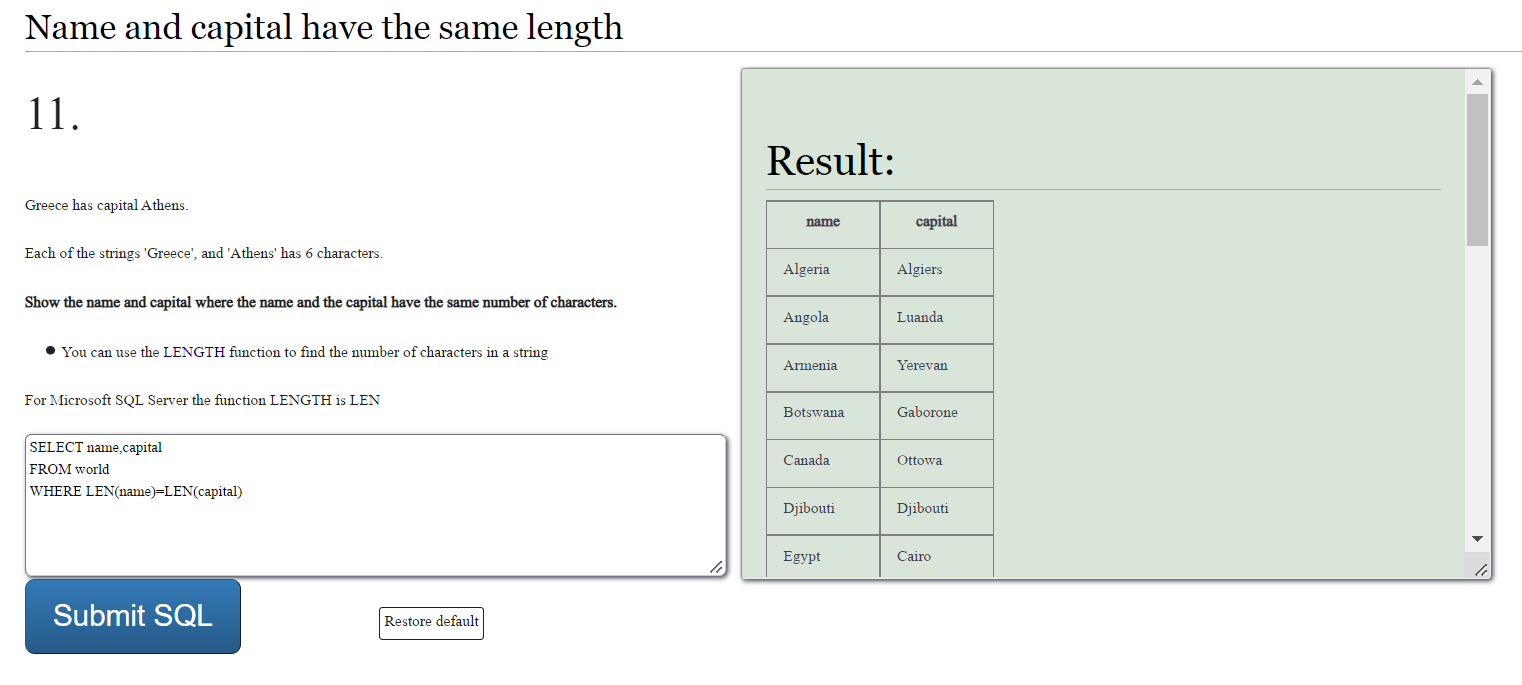 Name and capital have the same length
11.
Greece has capital Athens.
Each of the strings 'Greece', and 'Athens' has 6 characters.
Show the name and capital where the name and the capital have the same number of characters.
You can use the LENGTH function to find the number of characters in a string
For Microsoft SQL Server the function LENGTH is LEN
SELECT name,capital
FROM world
WHERE LEN(name)=LEN(capital)
Submit SQL
Restore default
Result:
name capital
Algeria Algiers
Angola Luanda
Armenia Yerevan
Botswana Gaborone
Canada Ottowa
Djibouti Djibouti
Egypt Cairo